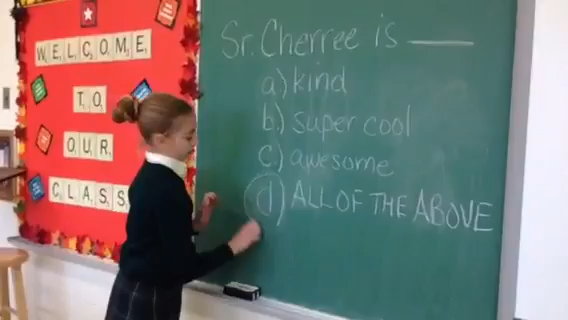 WELCOME
TO
OUR
CLASS
Sr. Cherree is ____
a) kind
b.) super cool
c.) awesome
d.) ALL OF THE ABOVE